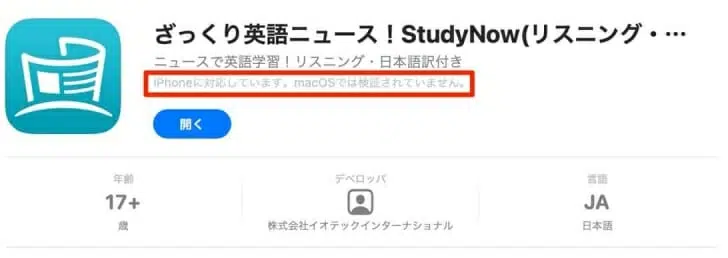 ざっくり英語ニュース！StudyNow(リスニング・…
ニュースで英語学習！リスニング・日本語訳付き
iPhoneに対応しています。macOSでは検証されていません。
開く
年齢
デベロッパ
言語
17+
JA
歳
株式会社イオテックインターナショナル
日本語